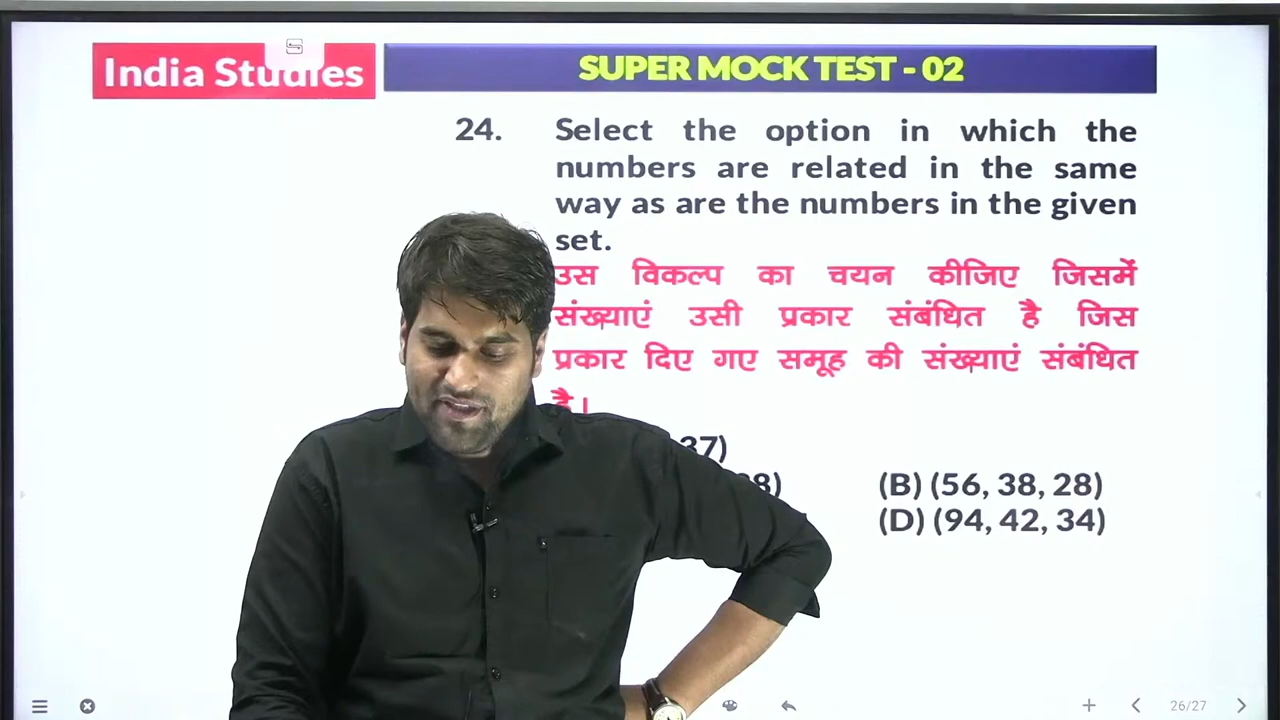 India Studies
SUPER MOCK TEST - 02
24. Select the option in which the
numbers are related in the same
way as are the numbers in the given
set.
उस विकल्प का चयन कीजिए जिसमें
संख्याएं उसी प्रकार संबंधित है जिस
प्रकार दिए गए समूह की संख्याएं संबंधित
है।
37)
8) (B) (56, 38, 28)
(D) (94, 42, 34)
26/27